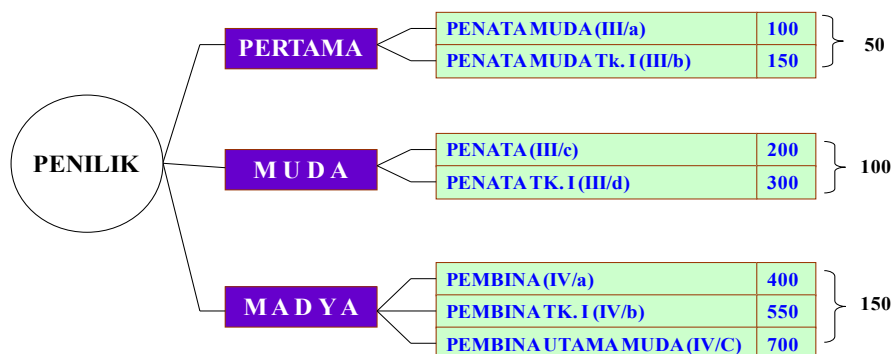 PENILIK
PERTAMA
PENATA MUDA (III/a) 100
PENATA MUDA Tk. I (III/b) 150
50
M U D A
PENATA (III/c) 200
PENATA TK. I (III/d) 300
100
M A D Y A
PEMBINA (IV/a) 400
PEMBINA TK. I (IV/b) 550
PEMBINA UTAMA MUDA (IV/C) 700
150